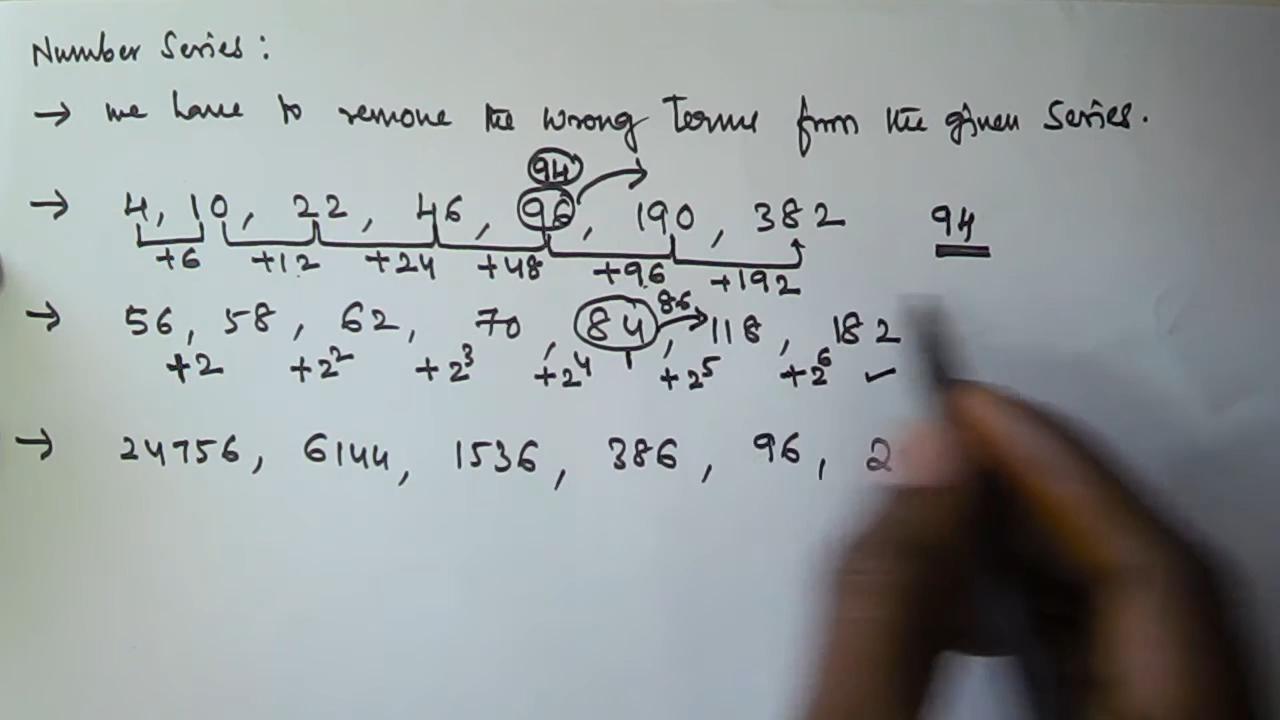 Number Series :
→ we have to remove the wrong Terms from the given Series.
94
→ 4, 10, 22, 46, 96, 190, 382 94
+6 +12 +24 +48 +96 +192
86
→ 56, 58, 62, 70, 84, 118, 182
+2 +2² +2³ +2⁴ +2⁵ +2⁶ ✓
→ 24756, 6144, 1536, 386, 96, 2